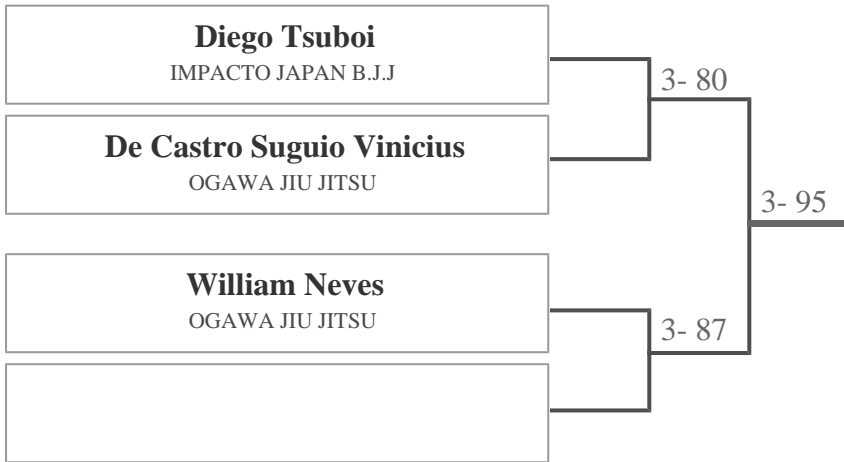 Diego Tsuboi
IMPACTO JAPAN B.J.J
3- 80
De Castro Suguio Vinicius
OGAWA JIU JITSU
3- 95
William Neves
OGAWA JIU JITSU
3- 87